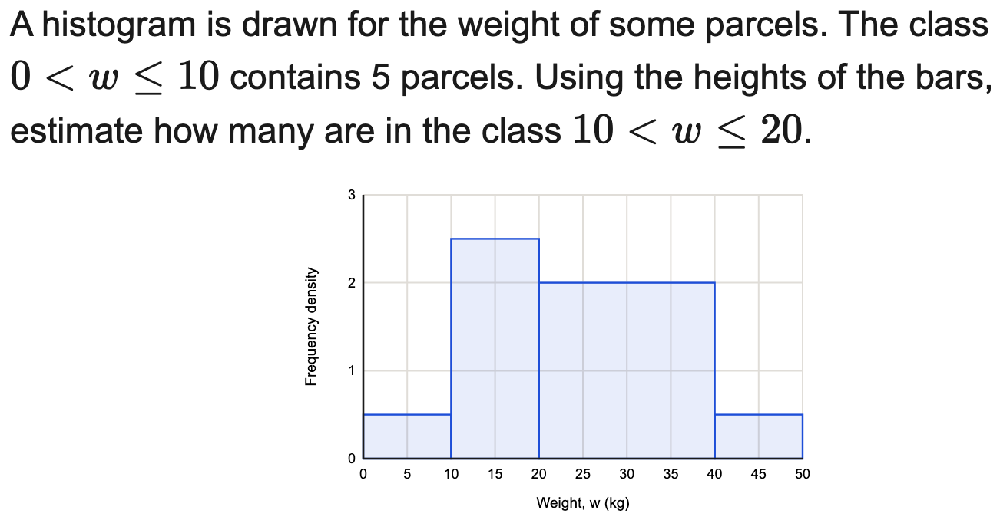 A histogram is drawn for the weight of some parcels. The class
0 < w ≤ 10 contains 5 parcels. Using the heights of the bars,
estimate how many are in the class 10 < w ≤ 20.
3
2
1
0
Frequency density
0 5 10 15 20 25 30 35 40 45 50
Weight, w (kg)